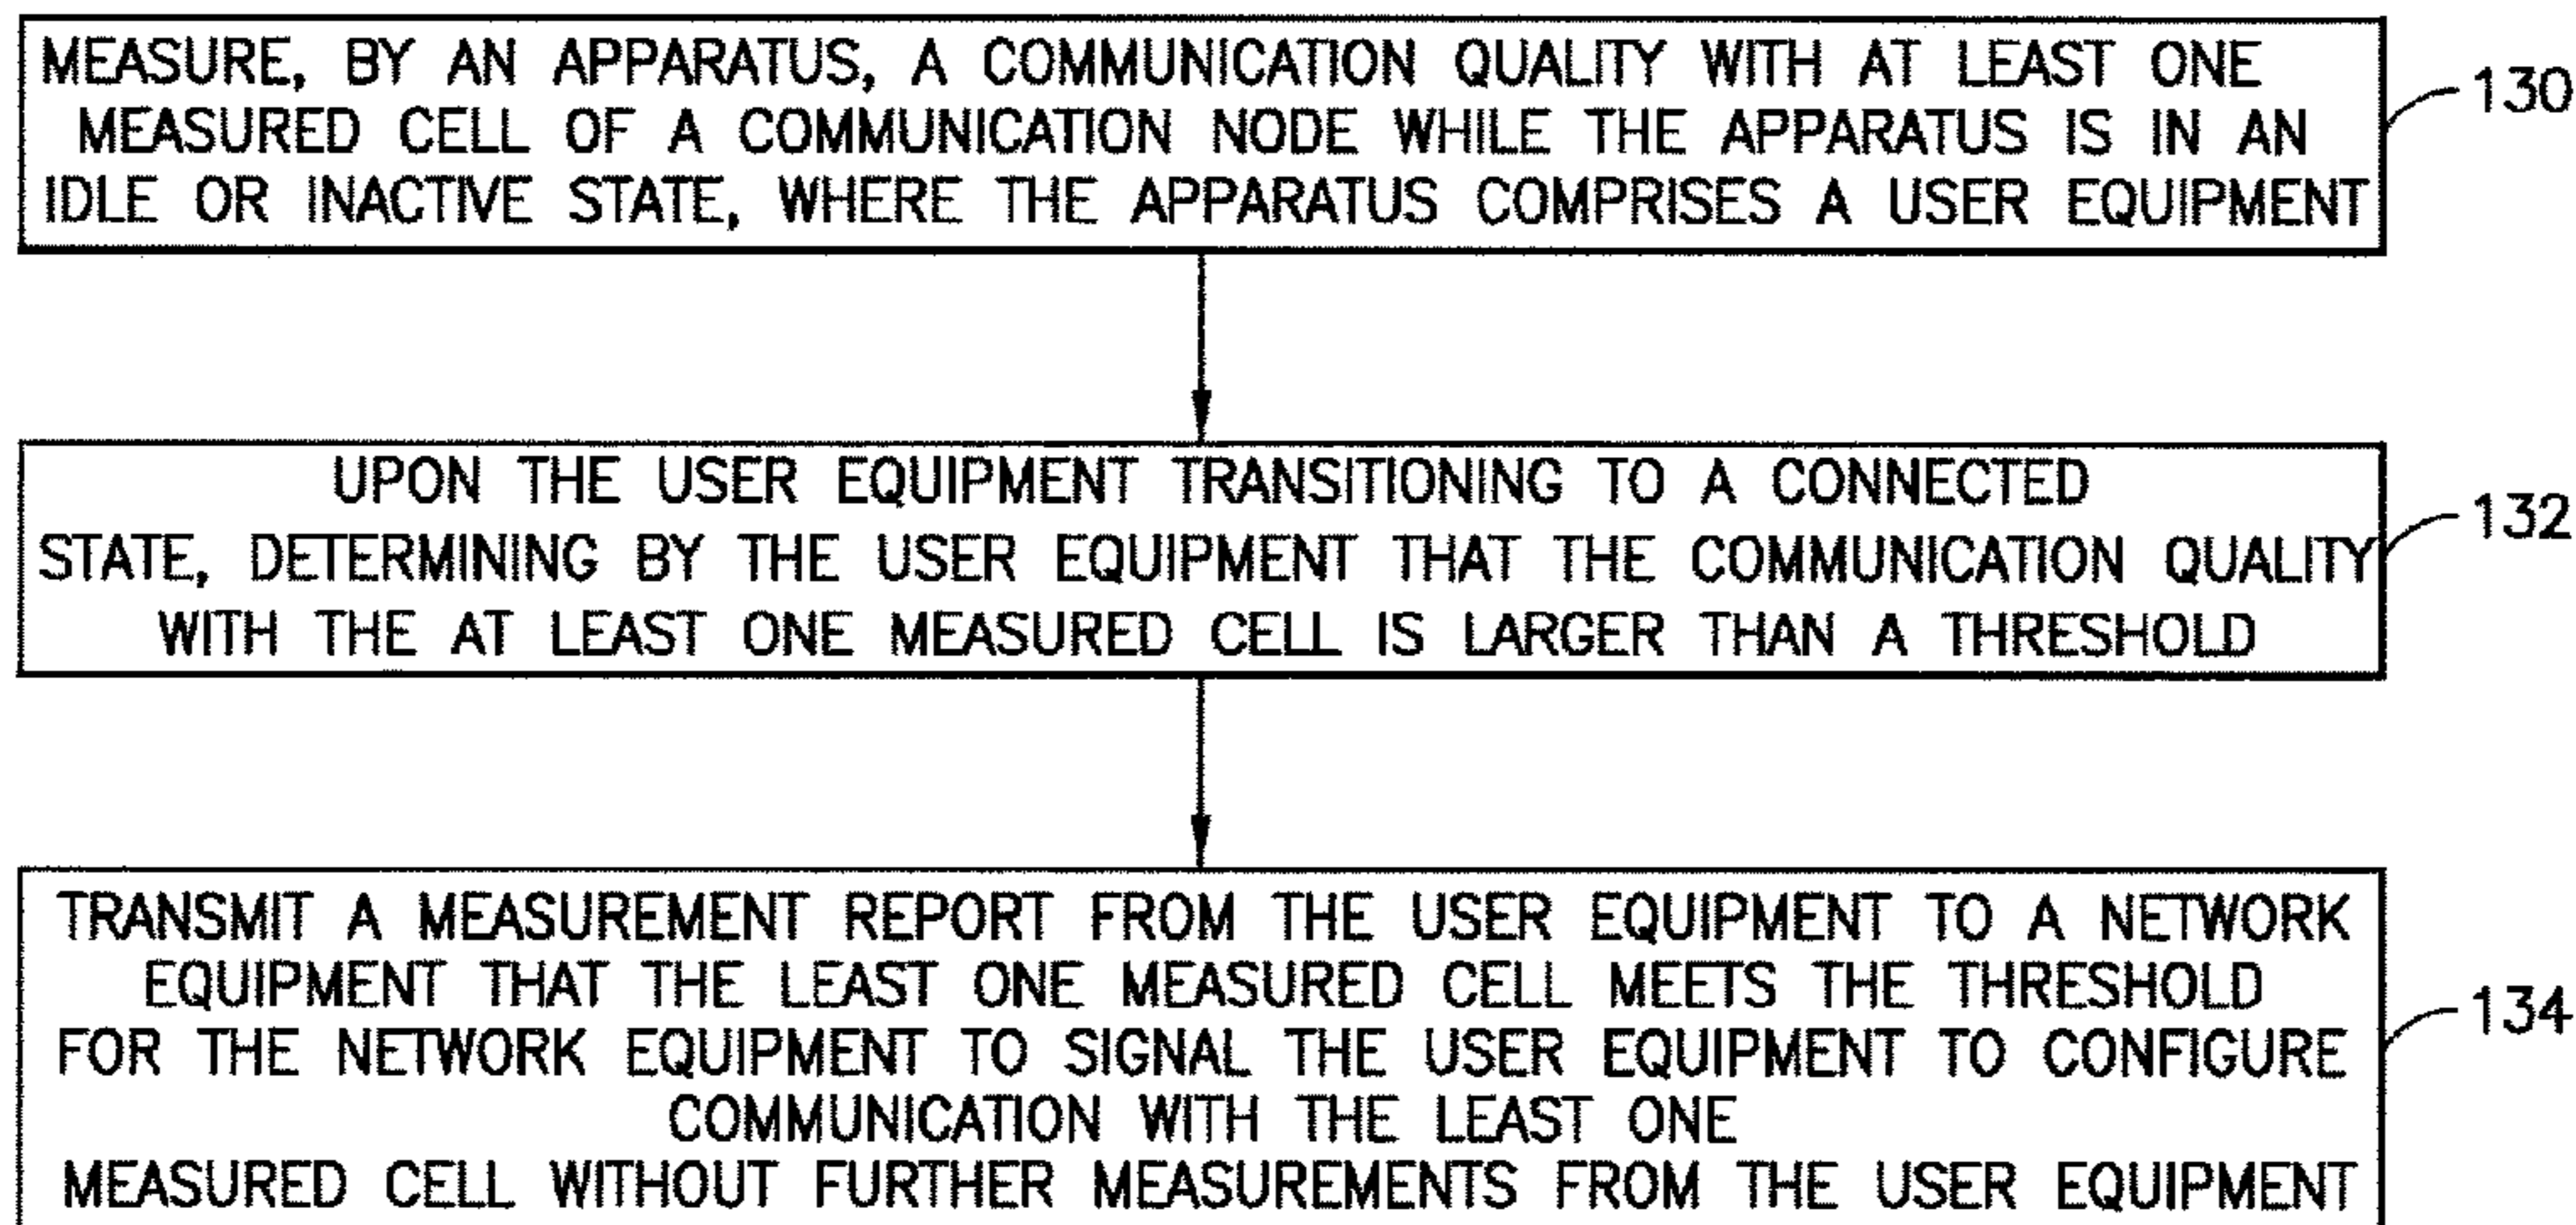 MEASURE, BY AN APPARATUS, A COMMUNICATION QUALITY WITH AT LEAST ONE
MEASURED CELL OF A COMMUNICATION NODE WHILE THE APPARATUS IS IN AN
IDLE OR INACTIVE STATE, WHERE THE APPARATUS COMPRISES A USER EQUIPMENT
130
UPON THE USER EQUIPMENT TRANSITIONING TO A CONNECTED
STATE, DETERMINING BY THE USER EQUIPMENT THAT THE COMMUNICATION QUALITY
WITH THE AT LEAST ONE MEASURED CELL IS LARGER THAN A THRESHOLD
132
TRANSMIT A MEASUREMENT REPORT FROM THE USER EQUIPMENT TO A NETWORK
EQUIPMENT THAT THE LEAST ONE MEASURED CELL MEETS THE THRESHOLD
FOR THE NETWORK EQUIPMENT TO SIGNAL THE USER EQUIPMENT TO CONFIGURE
COMMUNICATION WITH THE LEAST ONE
MEASURED CELL WITHOUT FURTHER MEASUREMENTS FROM THE USER EQUIPMENT
134